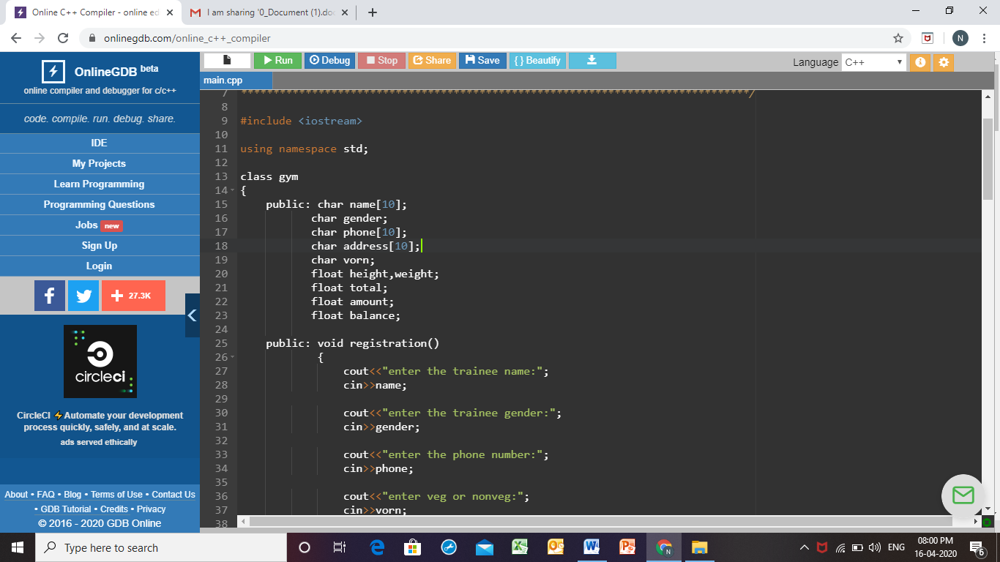 Online C++ Compiler - online ed
I am sharing '0_Document (1).doc
onlinegdb.com/online_c++_compiler
N
OnlineGDB beta
online compiler and debugger for c/c++
code. compile. run. debug. share.
IDE
My Projects
Learn Programming
Programming Questions
Jobs new
Sign Up
Login
27.3K
circleci
CircleCI ⚡Automate your development
process quickly, safely, and at scale.
ads served ethically
About • FAQ • Blog • Terms of Use • Contact Us
• GDB Tutorial • Credits • Privacy
© 2016 - 2020 GDB Online
Run Debug Stop Share Save {} Beautify
Language C++
main.cpp
7 *******************************************************************************/
8
9 #include <iostream>
10
11 using namespace std;
12
13 class gym
14 {
15 public: char name[10];
16 char gender;
17 char phone[10];
18 char address[10];
19 char vorn;
20 float height,weight;
21 float total;
22 float amount;
23 float balance;
24
25 public: void registration()
26 {
27 cout<<"enter the trainee name:";
28 cin>>name;
29
30 cout<<"enter the trainee gender:";
31 cin>>gender;
32
33 cout<<"enter the phone number:";
34 cin>>phone;
35
36 cout<<"enter veg or nonveg:";
37 cin>>vorn;
38
Type here to search
ENG
08:00 PM
16-04-2020
6